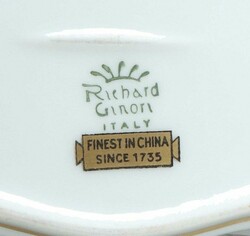 Richard
Ginori
ITALY
FINEST IN CHINA
SINCE 1735